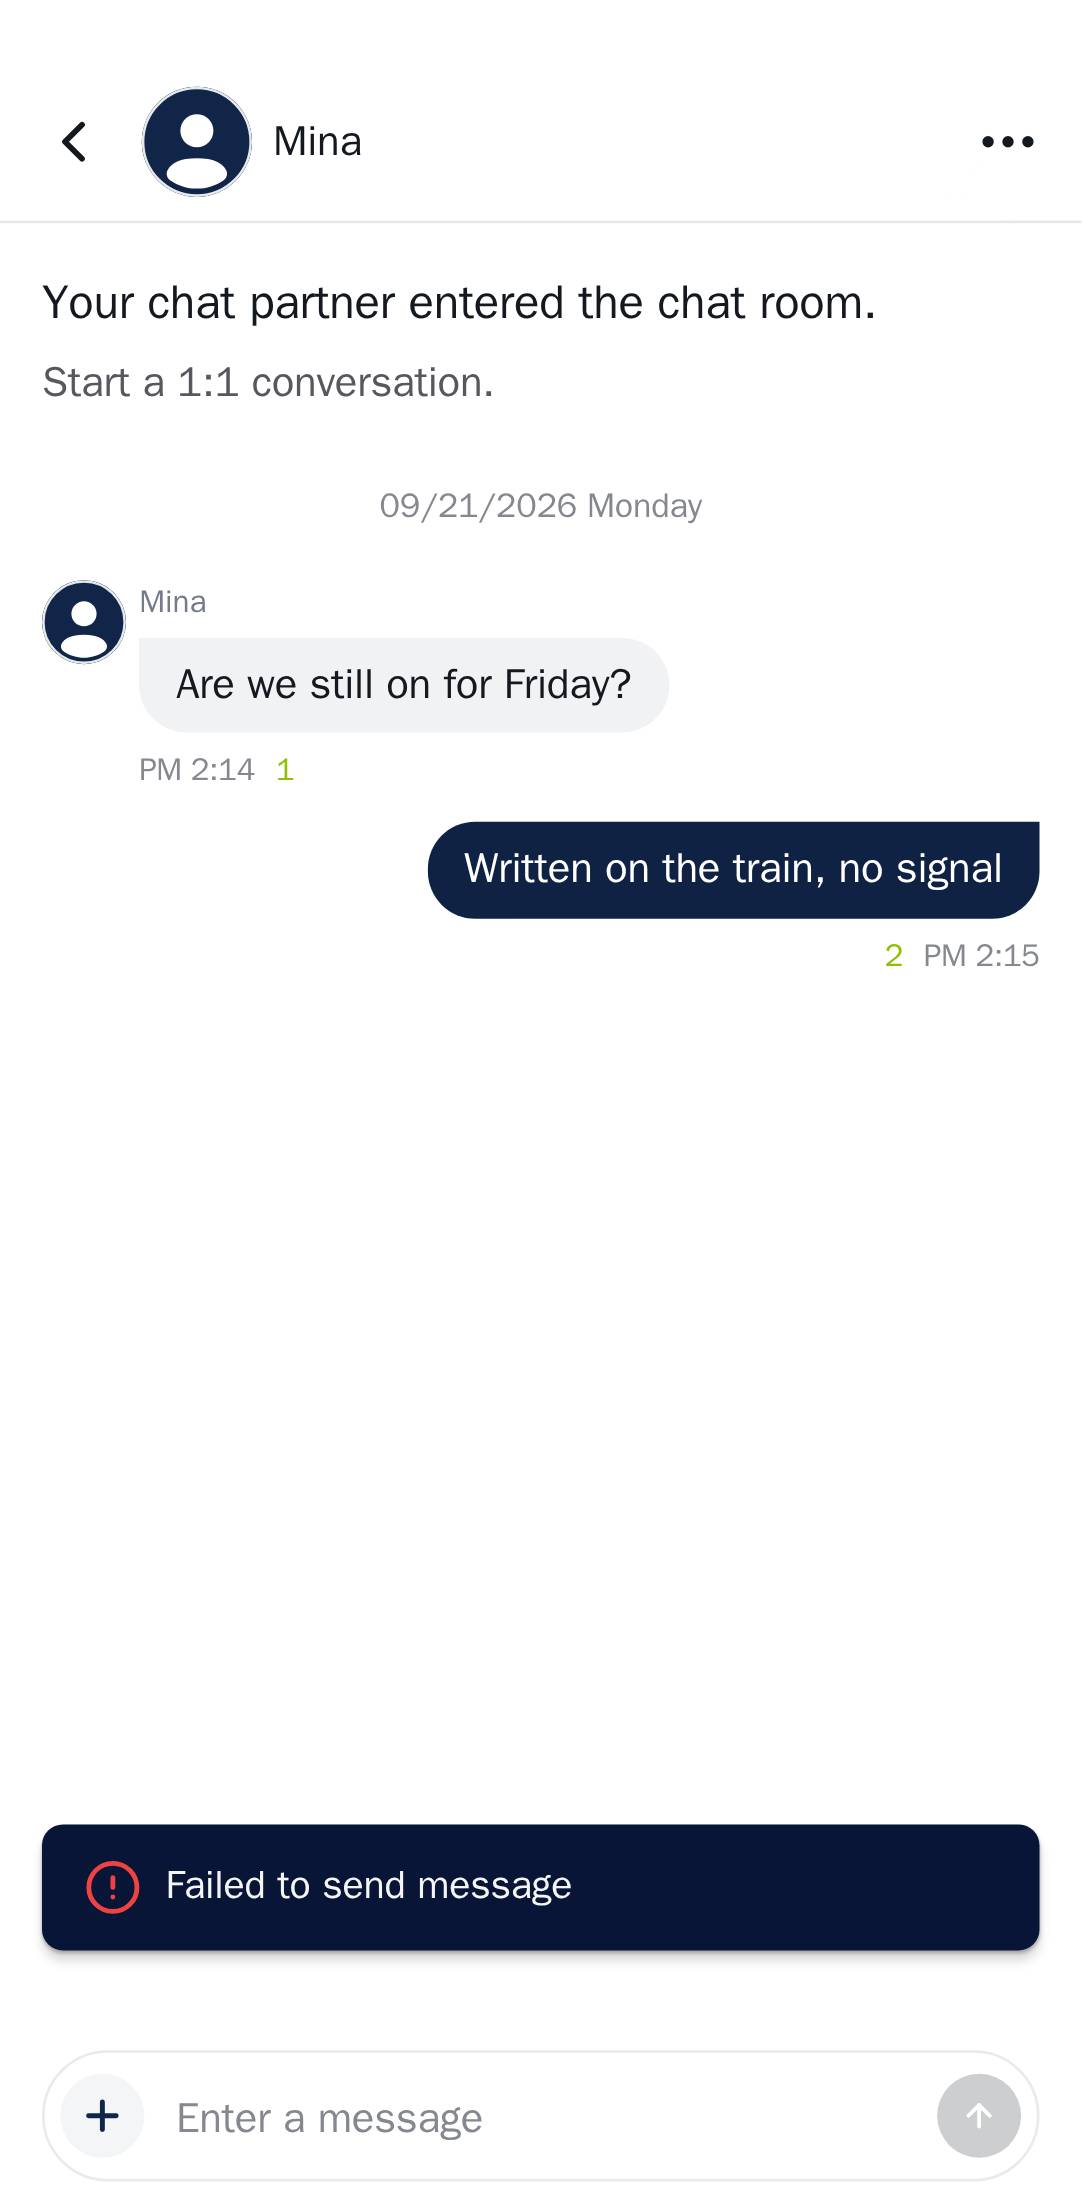 Mina
Your chat partner entered the chat room.
Start a 1:1 conversation.
09/21/2026 Monday
Mina
Are we still on for Friday?
PM 2:14 1
Written on the train, no signal
2 PM 2:15
Failed to send message
Enter a message